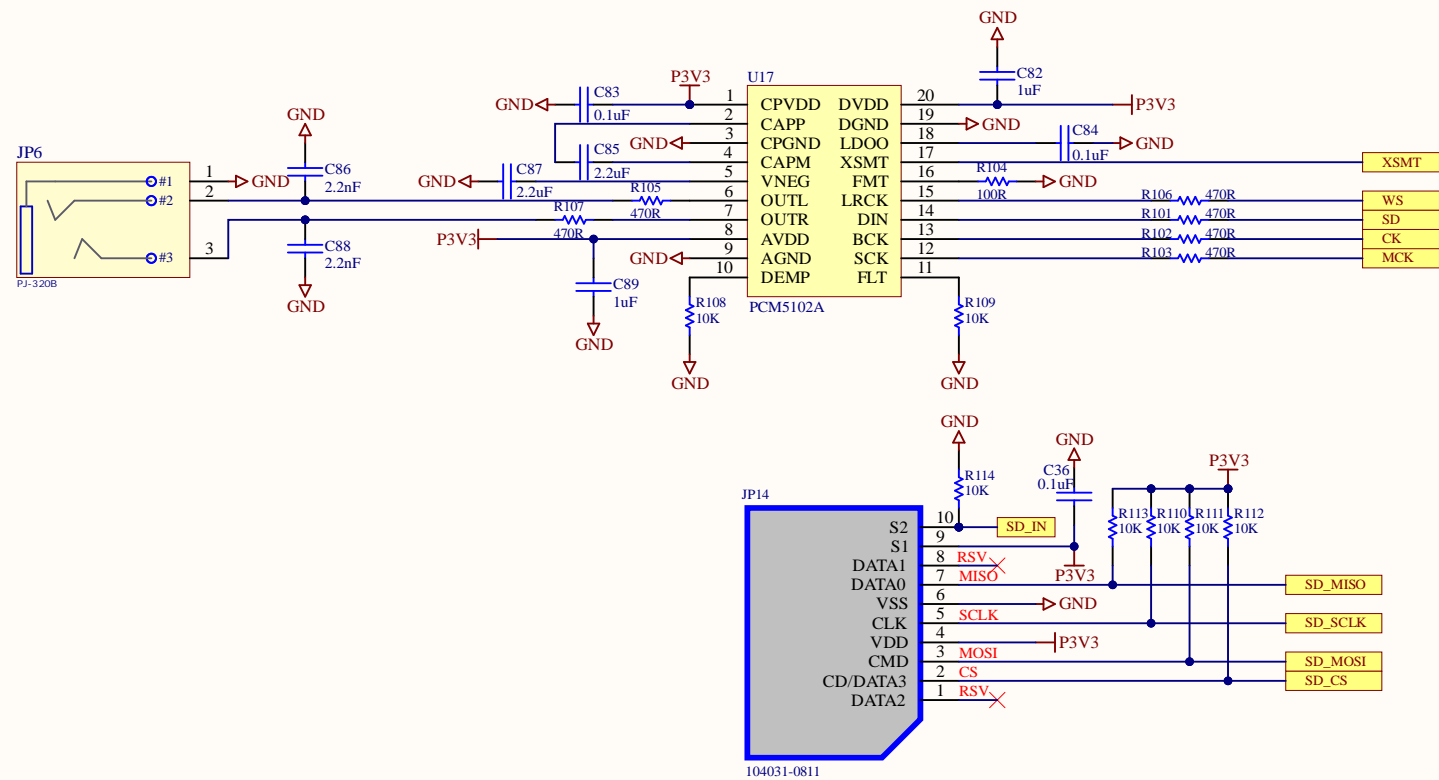 GND
C82
1uF
P3V3
U17
C83
0.1uF
GND
P3V3
1 CPVDD DVDD 20
2 CAPP DGND 19
GND
GND
3 CPGND LDOO 18
C84
0.1uF
GND
4 CAPM XSMT 17
XSMT
C85
2.2uF
5 VNEG FMT 16
R104
100R
GND
GND
C87
2.2uF
6 OUTL LRCK 15
R105
470R
R106 470R
WS
7 OUTR DIN 14
R107
470R
R101 470R
SD
P3V3
8 AVDD BCK 13
R102 470R
CK
GND
9 AGND SCK 12
R103 470R
MCK
10 DEMP FLT 11
PCM5102A
C89
1uF
GND
R108
10K
GND
R109
10K
GND
JP6
1
#1
GND
2
#2
3
#3
PJ-320B
GND
C86
2.2nF
C88
2.2nF
GND
GND
R114
10K
GND
C36
0.1uF
P3V3
R113
10K
R110
10K
R111
10K
R112
10K
JP14
S2 10
SD_IN
S1 9
P3V3
DATA1 8 RSV
DATA0 7 MISO
SD_MISO
VSS 6
GND
CLK 5 SCLK
SD_SCLK
VDD 4
P3V3
CMD 3 MOSI
SD_MOSI
CD/DATA3 2 CS
SD_CS
DATA2 1 RSV
104031-0811